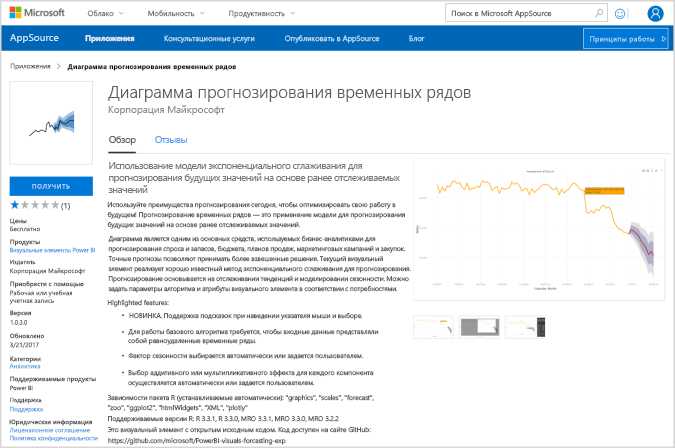 Microsoft
Облако
Мобильность
Продуктивность
Поиск в Microsoft AppSource
AppSource
Приложения
Консультационные услуги
Опубликовать в AppSource
Блог
Принципы работы
Приложения
Диаграмма прогнозирования временных рядов
Диаграмма прогнозирования временных рядов
Корпорация Майкрософт
Обзор
Отзывы
ПОЛУЧИТЬ
(1)
Цены
Бесплатно
Продукты
Визуальные элементы Power BI
Издатель
Корпорация Майкрософт
Приобрести с помощью
Рабочая или учебная
учетная запись
Версия
1.0.3.0
Обновлено
3/21/2017
Категории
Аналитика
Поддерживаемые продукты
Power BI
Поддержка
Поддержка
Юридическая информация
Лицензионное соглашение
Политика конфиденциальности
Использование модели экспоненциального сглаживания для
прогнозирования будущих значений на основе ранее отслеживаемых
значений
Используйте преимущества прогнозирования сегодня, чтобы оптимизировать свою работу в
будущем! Прогнозирование временных рядов — это применение модели для прогнозирования
будущих значений на основе ранее отслеживаемых значений.
Диаграмма является одним из основных средств, используемых бизнес-аналитиками для
прогнозирования спроса и запасов, бюджета, планов продаж, маркетинговых кампаний и закупок.
Точные прогнозы позволяют принимать более взвешенные решения. Текущий визуальный
элемент реализует хорошо известный метод экспоненциального сглаживания для прогнозирования.
Прогнозирование основывается на отслеживании тенденций и моделировании сезонности. Можно
задать параметры алгоритма и атрибуты визуального элемента в соответствии с потребностями.
Highlighted features:
• НОВИНКА. Поддержка подсказок при наведении указателя мыши и выборе.
• Для работы базового алгоритма требуется, чтобы входные данные представляли
собой равноудаленные временные ряды.
• Фактор сезонности выбирается автоматически или задается пользователем.
• Выбор аддитивного или мультипликативного эффекта для каждого компонента
осуществляется автоматически или задается пользователем.
Зависимости пакета R (устанавливаемые автоматически): "graphics", "scales", "forecast",
"zoo", "ggplot2", "htmlWidgets", "XML", "plotly"
Поддерживаемые версии R: R 3.3.1, R 3.3.0, MRO 3.3.1, MRO 3.3.0, MRO 3.2.2
Это визуальный элемент с открытым исходным кодом. Код доступен на сайте GitHub:
https://github.com/microsoft/PowerBI-visuals-forcasting-exp
Calendar Month